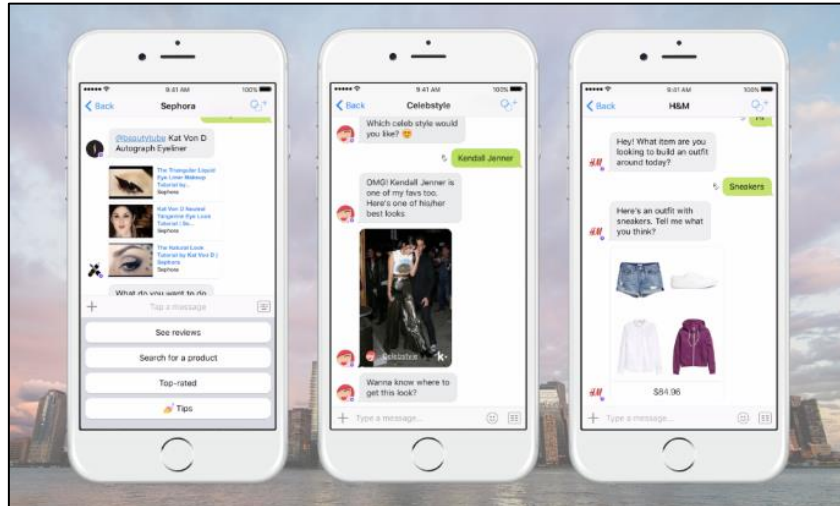 9:41 AM
100%
Back
Sephora
@beautytube Kat Von D
Autograph Eyeliner
The Triangular Liquid
Eye Liner Makeup
Tutorial by...
Sephora
Kat Von D Neutral
Tangerine Eye Look
Tutorial | Se...
Sephora
The Natural Look
Tutorial by Kat Von D |
Sephora
Sephora
What do you want to do
Tap a message
See reviews
Search for a product
Top-rated
Tips
9:41 AM
100%
Back
Celebstyle
Which celeb style would
you like?
Kendall Jenner
OMG! Kendall Jenner is
one of my favs too.
Here's one of his/her
best looks
Celebstyle
k
Wanna know where to
get this look?
Type a message...
9:41 AM
100%
Back
H&M
Hey! What item are you
looking to build an outfit
around today?
H&M
Sneakers
Here's an outfit with
sneakers. Tell me what
you think?
H&M
$84.96
H&M
Type a message...